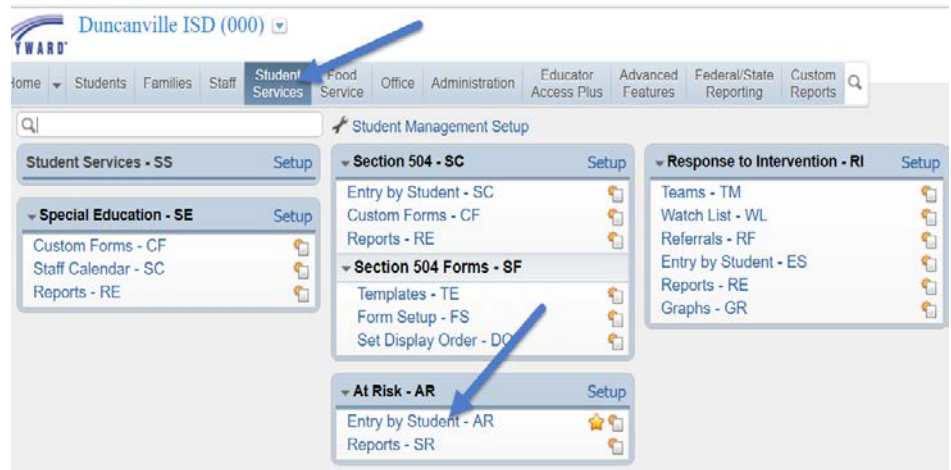 Duncanville ISD (000)
YWARD
Home Students Families Staff Student Services Food Service Office Administration Educator Access Plus Advanced Features Federal/State Reporting Custom Reports
Student Management Setup
Student Services - SS Setup
Special Education - SE Setup
Custom Forms - CF
Staff Calendar - SC
Reports - RE
Section 504 - SC Setup
Entry by Student - SC
Custom Forms - CF
Reports - RE
Section 504 Forms - SF
Templates - TE
Form Setup - FS
Set Display Order - DO
At Risk - AR Setup
Entry by Student - AR
Reports - SR
Response to Intervention - RI Setup
Teams - TM
Watch List - WL
Referrals - RF
Entry by Student - ES
Reports - RE
Graphs - GR